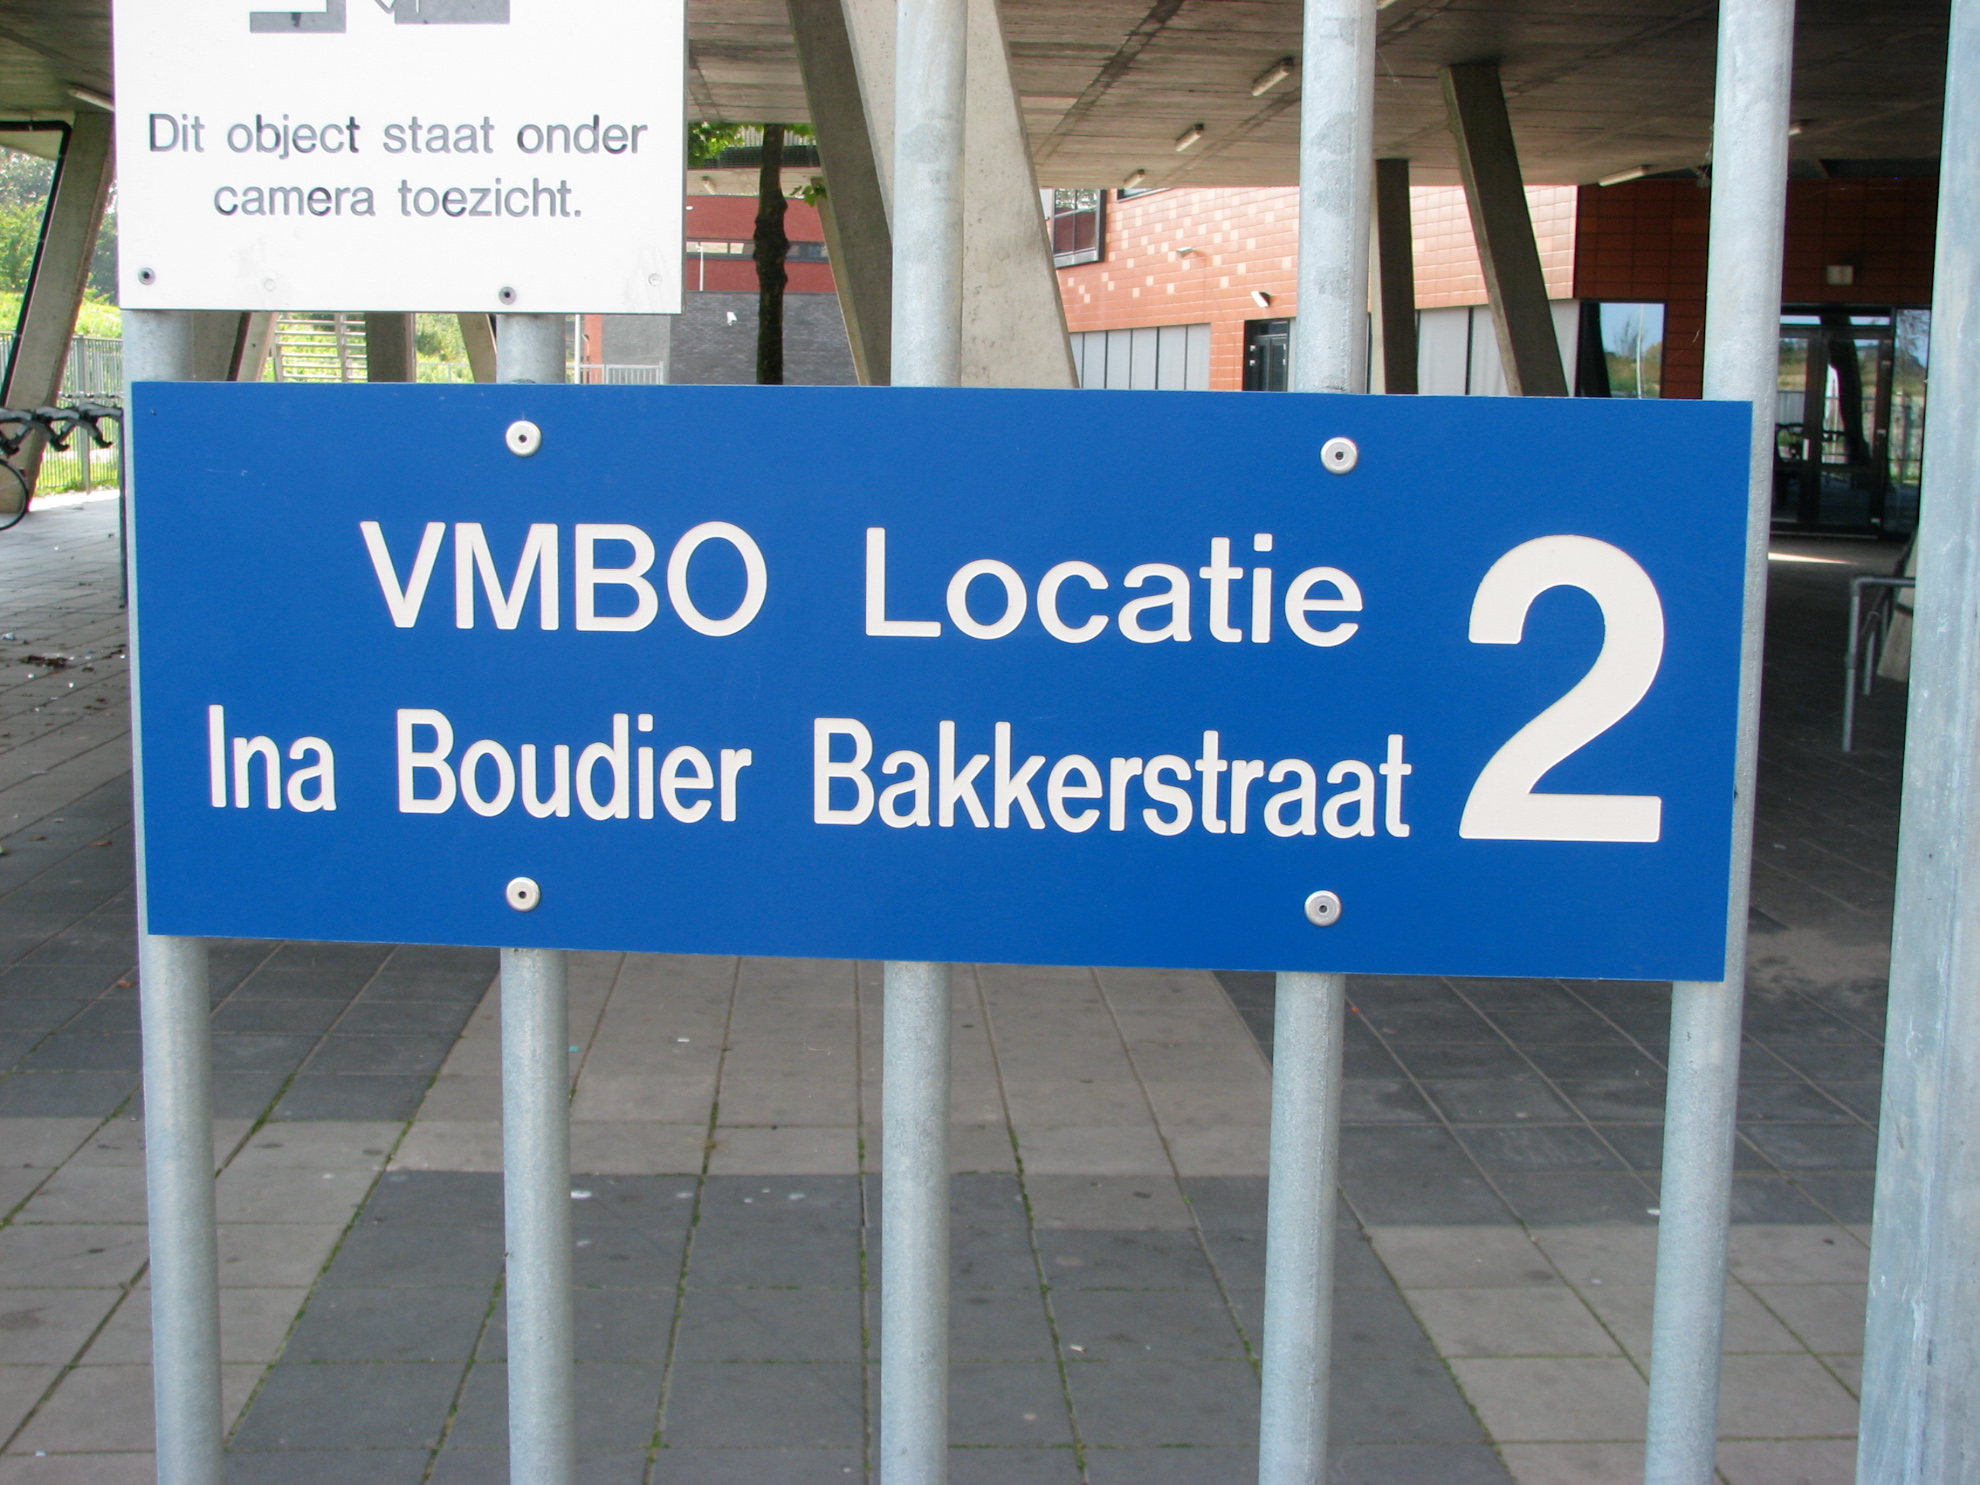 Dit object staat onder
camera toezicht.
VMBO Locatie
Ina Boudier Bakkerstraat 2